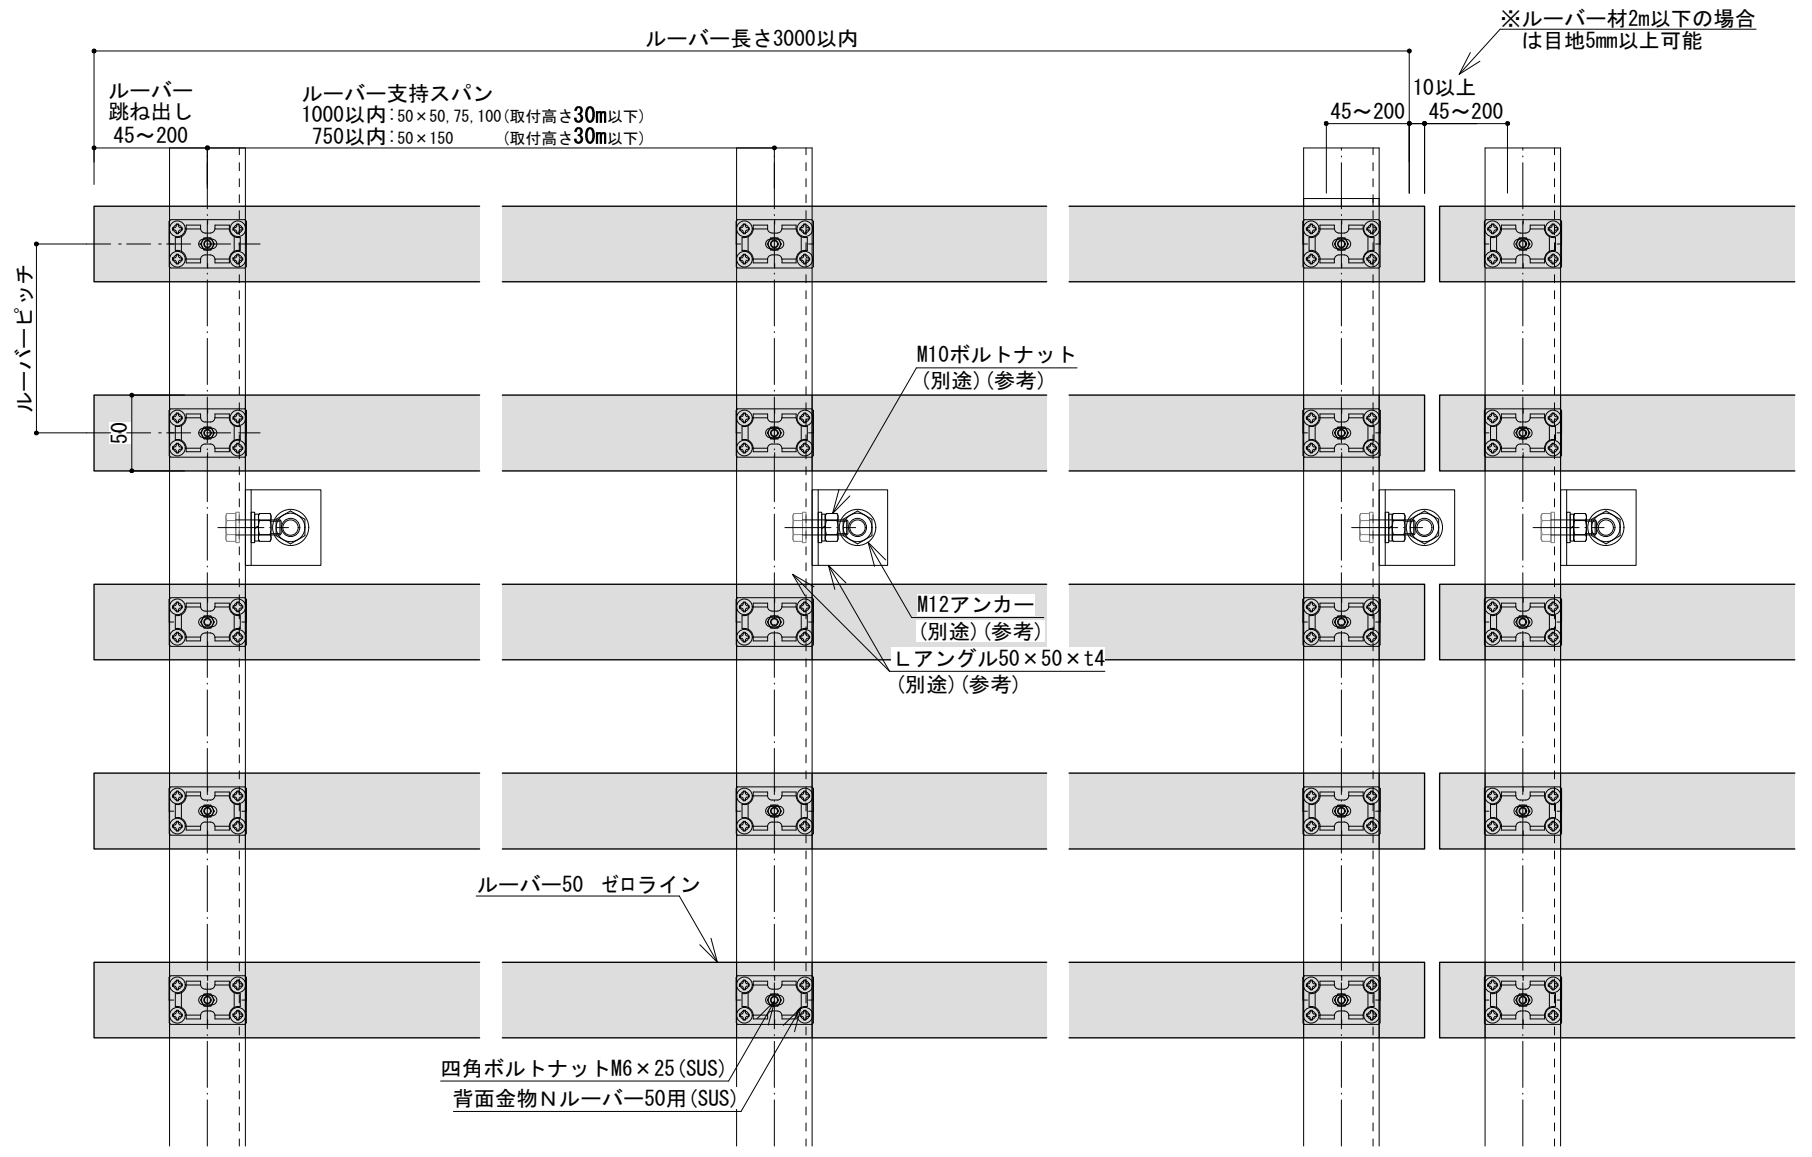 ※ルーバー材2m以下の場合
は目地5mm以上可能
ルーバー長さ3000以内
ルーバー
跳ね出し
45～200
ルーバー支持スパン
1000以内:50×50,75,100(取付高さ30m以下)
750以内:50×150 (取付高さ30m以下)
10以上
45～200
45～200
ルーバーピッチ
50
M10ボルトナット
(別途)(参考)
M12アンカー
(別途)(参考)
Lアングル50×50×t4
(別途)(参考)
ルーバー50 ゼロライン
四角ボルトナットM6×25(SUS)
背面金物Nルーバー50用(SUS)